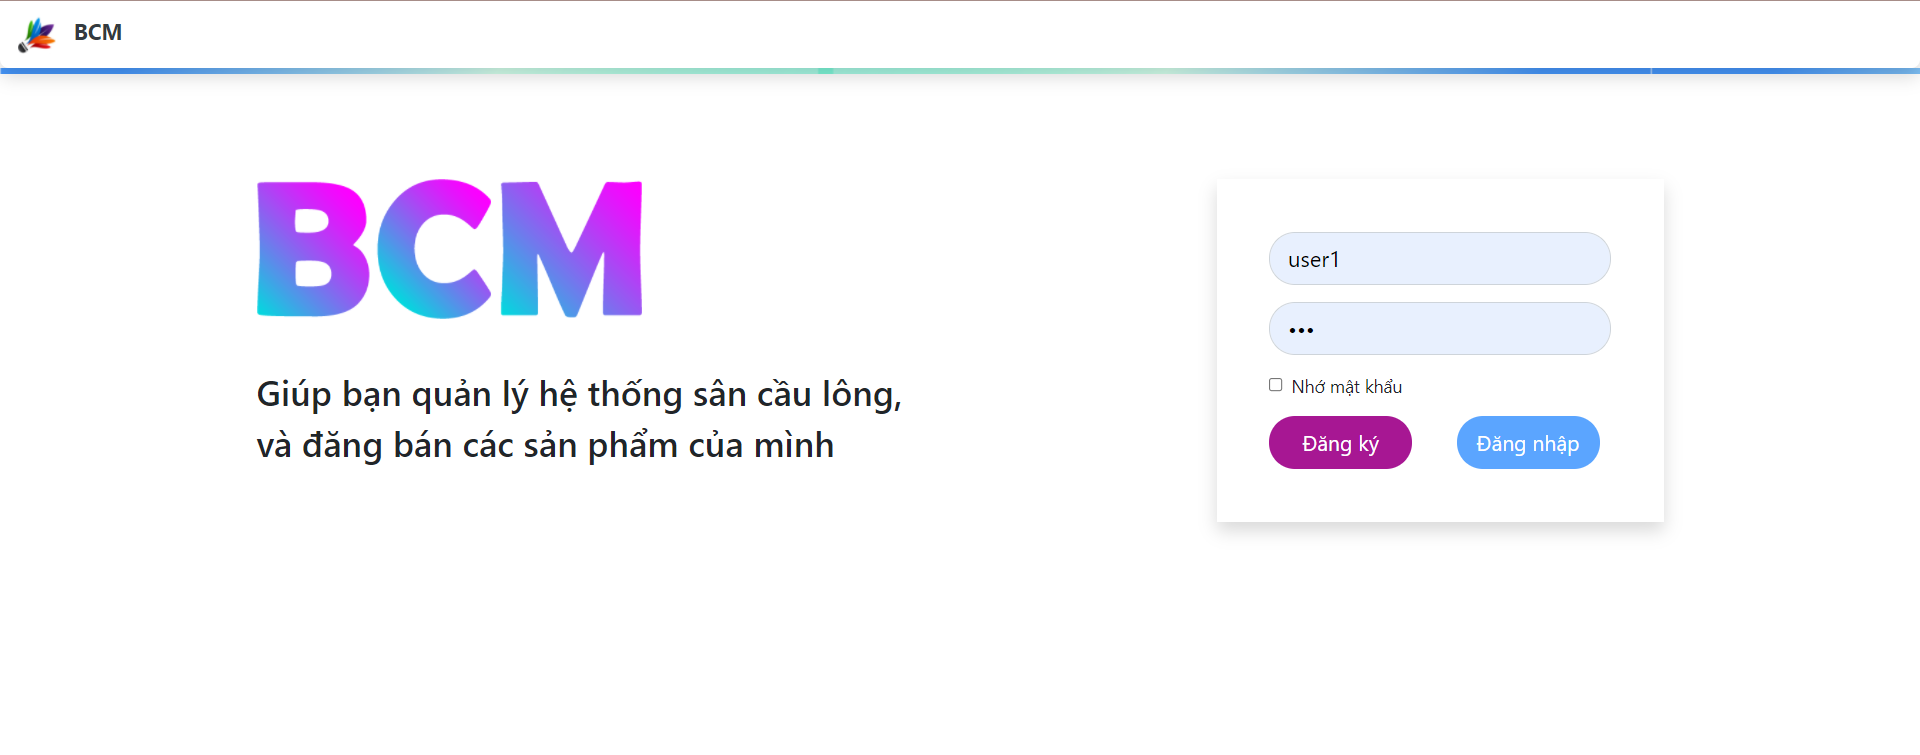 BCM
BCM
Giúp bạn quản lý hệ thống sân cầu lông,
và đăng bán các sản phẩm của mình
user1
•••
Nhớ mật khẩu
Đăng ký
Đăng nhập